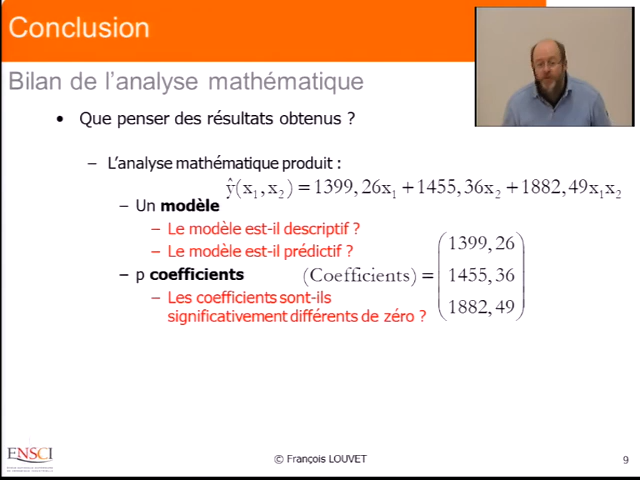 Conclusion
Bilan de l'analyse mathématique
• Que penser des résultats obtenus ?
– L'analyse mathématique produit :
ŷ(x₁,x₂) = 1399,26x₁ + 1455,36x₂ + 1882,49x₁x₂
– Un modèle
– Le modèle est-il descriptif ?
– Le modèle est-il prédictif ?
– p coefficients
(Coefficients) = (1399,26
1455,36
1882,49)
– Les coefficients sont-ils
significativement différents de zéro ?
ENSCI
© François LOUVET
9